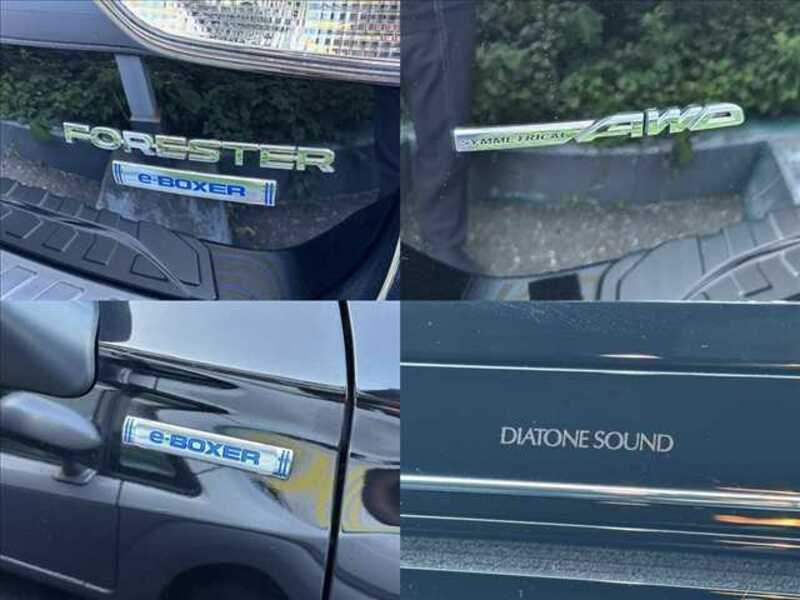 FORESTER
e-BOXER
SYMMETRICAL AWD
e-BOXER
DIATONE SOUND